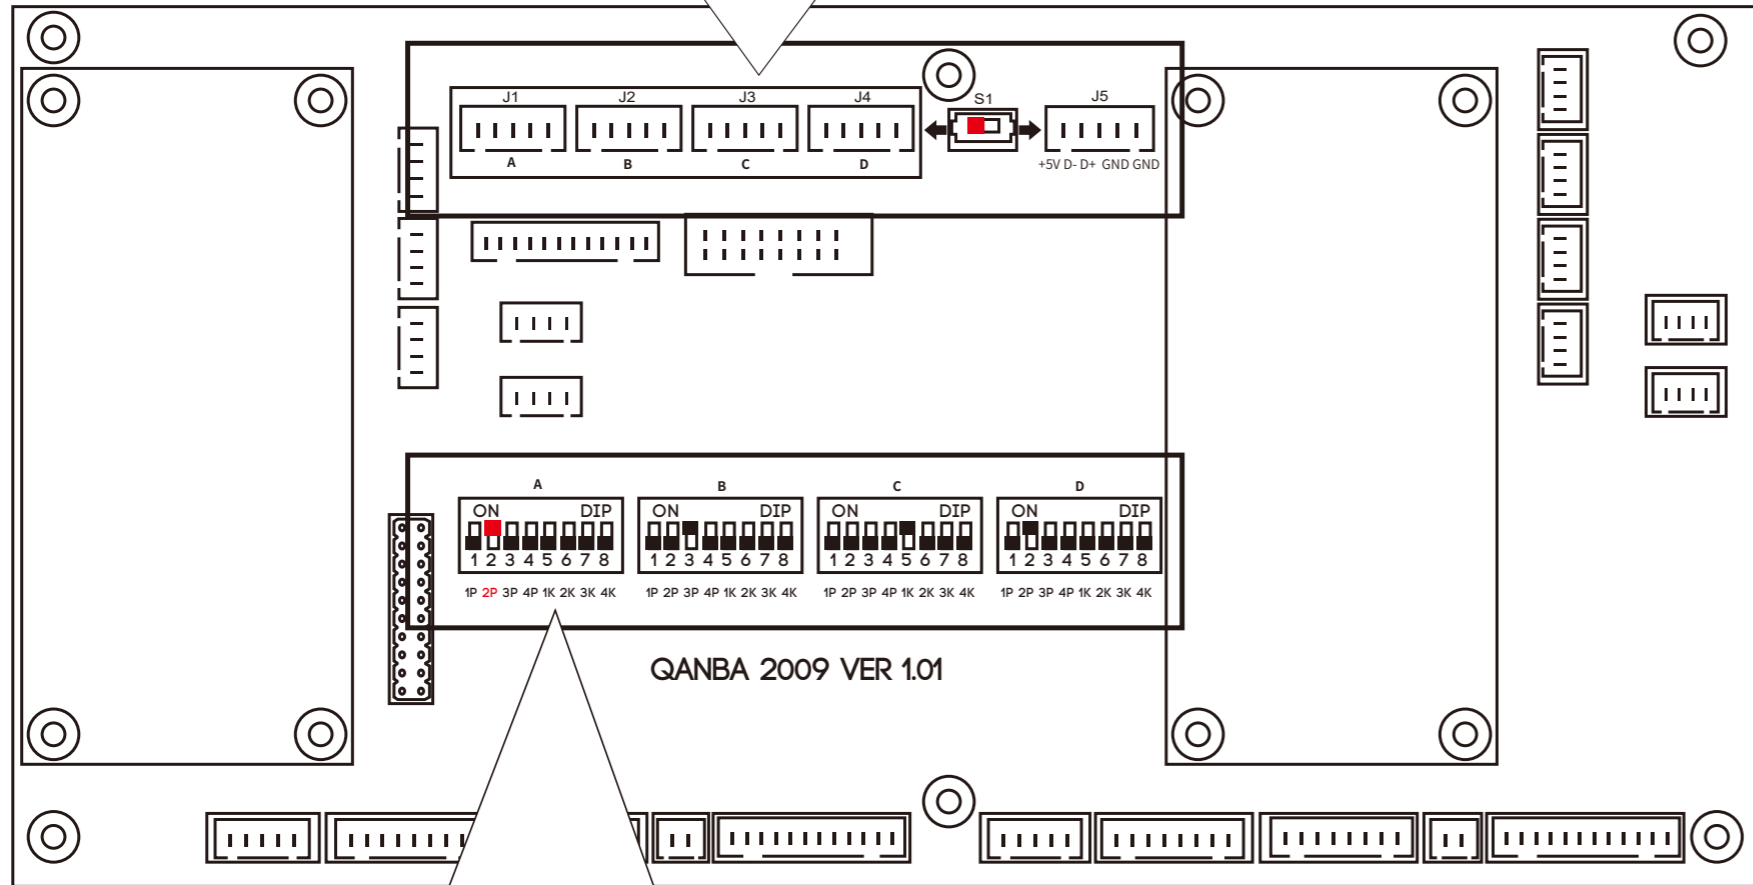 J1 J2 J3 J4 S1 J5
A B C D +5V D- D+ GND GND
A B C D
ON DIP ON DIP ON DIP ON DIP
1 2 3 4 5 6 7 8 1 2 3 4 5 6 7 8 1 2 3 4 5 6 7 8 1 2 3 4 5 6 7 8
1P 2P 3P 4P 1K 2K 3K 4K 1P 2P 3P 4P 1K 2K 3K 4K 1P 2P 3P 4P 1K 2K 3K 4K 1P 2P 3P 4P 1K 2K 3K 4K
QANBA 2009 VER 1.01